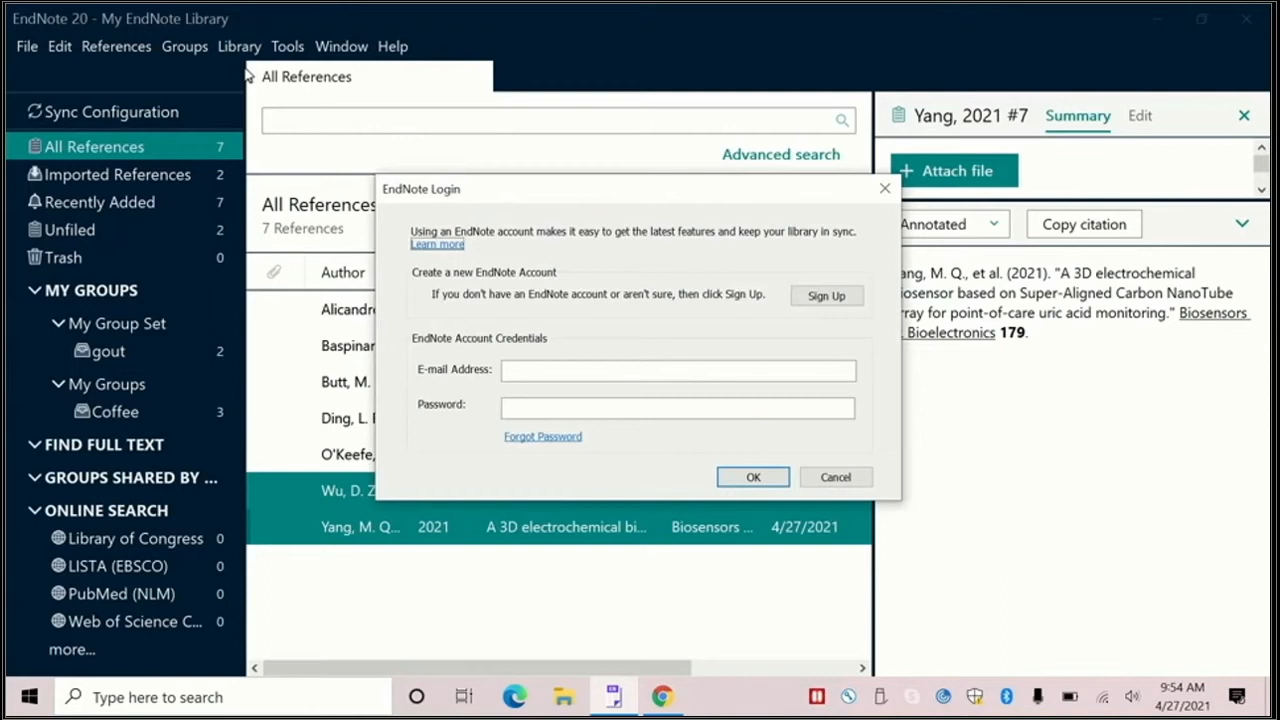 EndNote 20 - My EndNote Library
File Edit References Groups Library Tools Window Help
All References
Sync Configuration
All References 7
Imported References 2
Recently Added 7
Unfiled 2
Trash 0
MY GROUPS
My Group Set
gout 2
My Groups
Coffee 3
FIND FULL TEXT
GROUPS SHARED BY ...
ONLINE SEARCH
Library of Congress 0
LISTA (EBSCO) 0
PubMed (NLM) 0
Web of Science C... 0
more...
Advanced search
All References
7 References
Author
Alicandr
Baspinar
Butt, M.
Ding, L.
O'Keefe,
Wu, D. Z
Yang, M. Q... 2021 A 3D electrochemical bi... Biosensors ... 4/27/2021
EndNote Login
Using an EndNote account makes it easy to get the latest features and keep your library in sync.
Learn more
Create a new EndNote Account
If you don't have an EndNote account or aren't sure, then click Sign Up.
Sign Up
EndNote Account Credentials
E-mail Address:
Password:
Forgot Password
OK Cancel
Yang, 2021 #7 Summary Edit
+ Attach file
Annotated Copy citation
ang, M. Q., et al. (2021). "A 3D electrochemical
iosensor based on Super-Aligned Carbon NanoTube
rray for point-of-care uric acid monitoring." Biosensors
Bioelectronics 179.
Type here to search
9:54 AM
4/27/2021